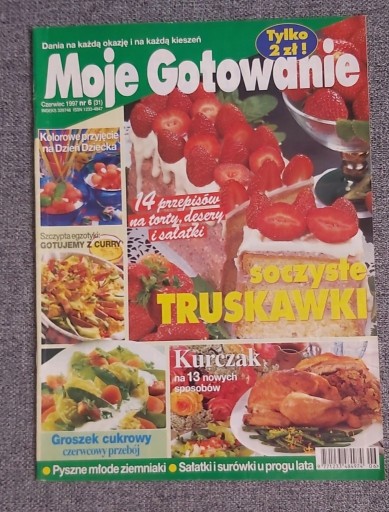 Dania na każdą okazję i na każdą kieszeń
Tylko
2 zł!
Moje Gotowanie
Czerwiec 1997 nr 6 (31)
Kolorowe przyjęcie
na Dzień Dziecka
14 przepisów
na torty, desery
i sałatki
Szczypta egzotyki:
GOTUJEMY Z CURRY
soczyste
TRUSKAWKI
Kurczak
na 13 nowych
sposobów
Groszek cukrowy
czerwcowy przebój
Pyszne młode ziemniaki
Sałatki i surówki u progu lata